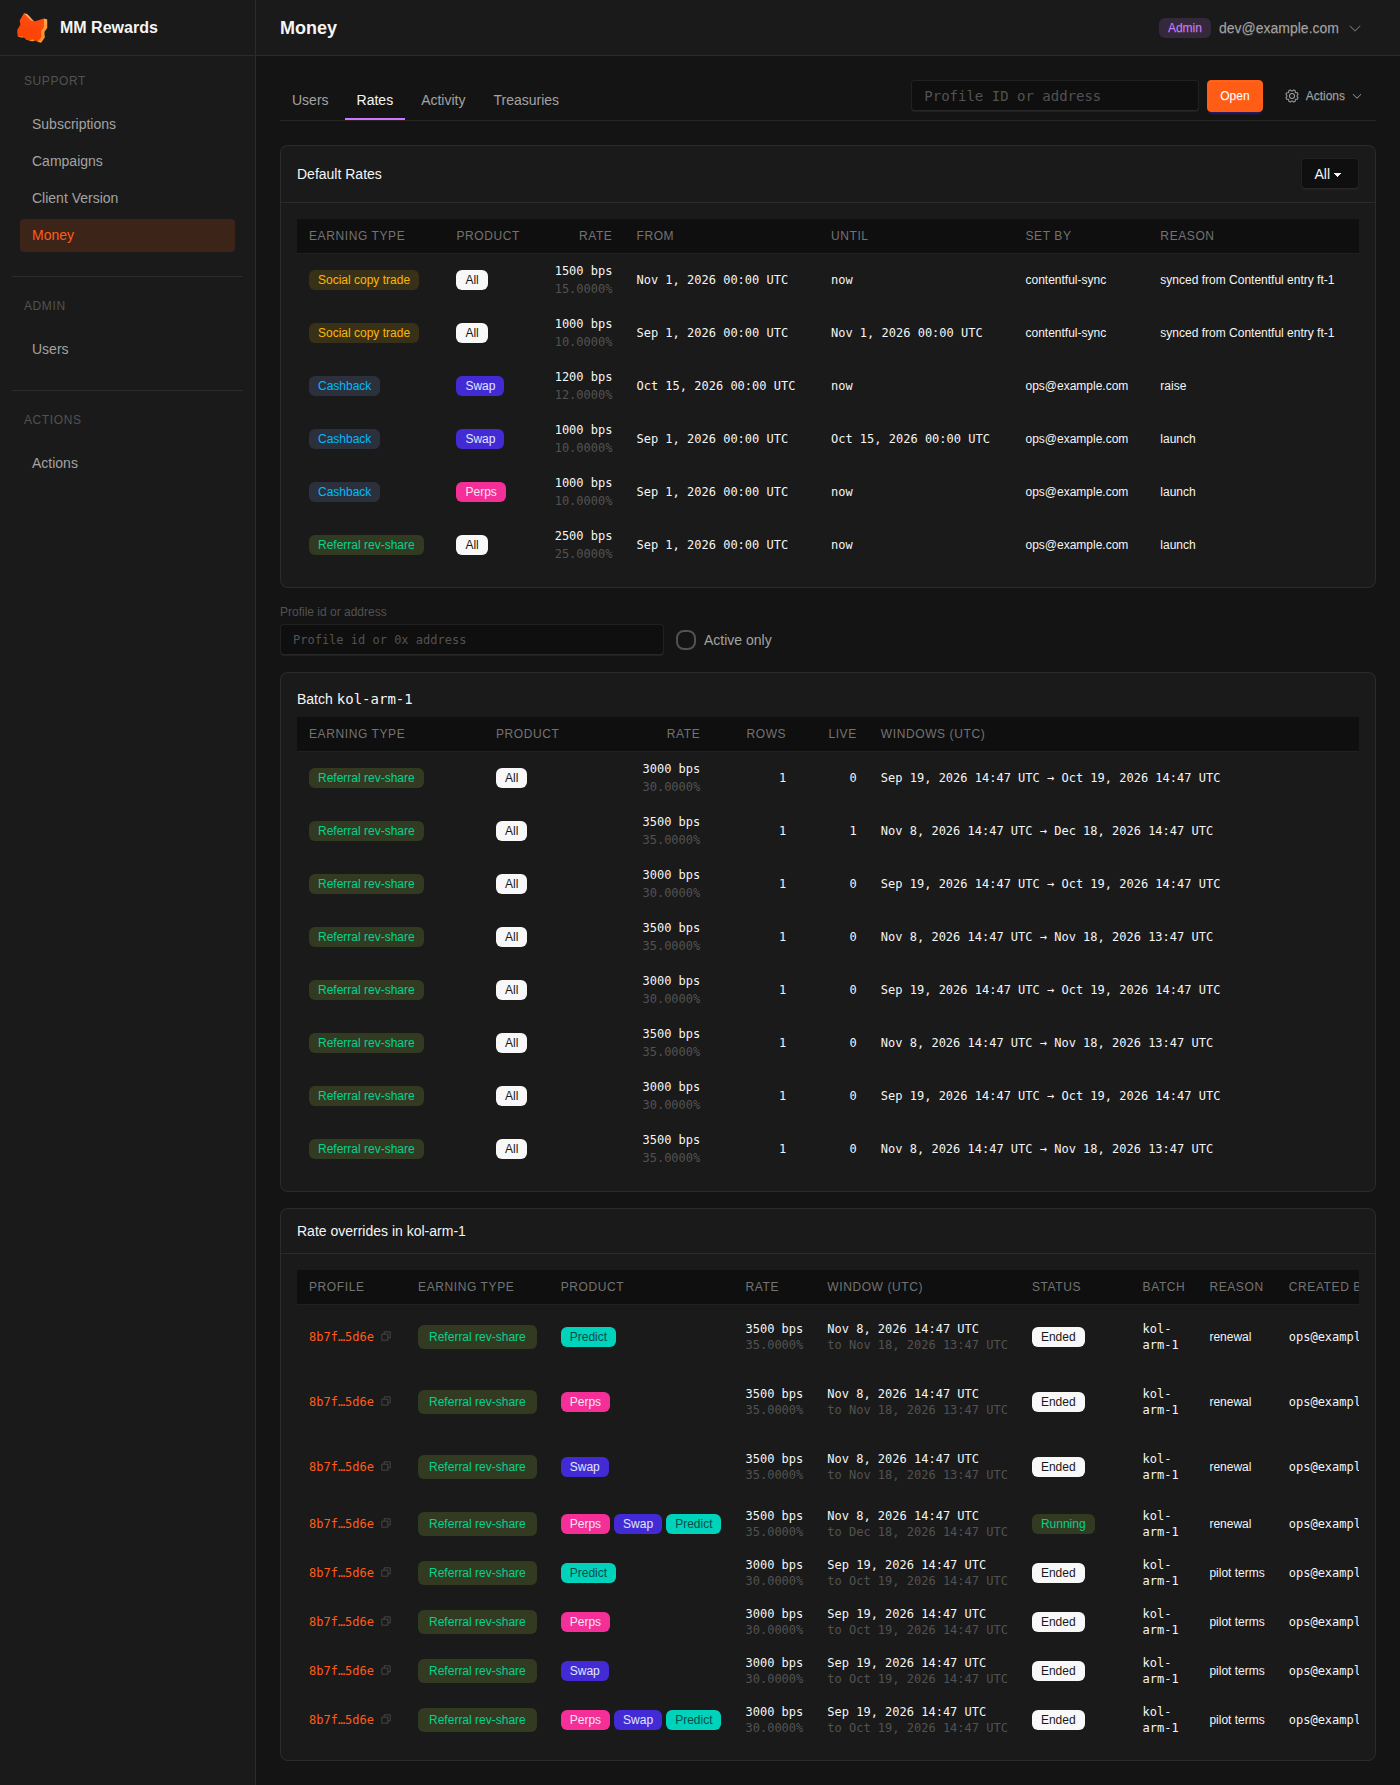 MM Rewards
Money
Admin dev@example.com
SUPPORT
Subscriptions
Campaigns
Client Version
Money
ADMIN
Users
ACTIONS
Actions
Users Rates Activity Treasuries
Profile ID or address
Open
Actions
Default Rates
All
EARNING TYPE PRODUCT RATE FROM UNTIL SET BY REASON
Social copy trade All 1500 bps Nov 1, 2026 00:00 UTC now contentful-sync synced from Contentful entry ft-1
15.0000%
Social copy trade All 1000 bps Sep 1, 2026 00:00 UTC Nov 1, 2026 00:00 UTC contentful-sync synced from Contentful entry ft-1
10.0000%
Cashback Swap 1200 bps Oct 15, 2026 00:00 UTC now ops@example.com raise
12.0000%
Cashback Swap 1000 bps Sep 1, 2026 00:00 UTC Oct 15, 2026 00:00 UTC ops@example.com launch
10.0000%
Cashback Perps 1000 bps Sep 1, 2026 00:00 UTC now ops@example.com launch
10.0000%
Referral rev-share All 2500 bps Sep 1, 2026 00:00 UTC now ops@example.com launch
25.0000%
Profile id or address
Profile id or 0x address
Active only
Batch kol-arm-1
EARNING TYPE PRODUCT RATE ROWS LIVE WINDOWS (UTC)
Referral rev-share All 3000 bps 1 0 Sep 19, 2026 14:47 UTC → Oct 19, 2026 14:47 UTC
30.0000%
Referral rev-share All 3500 bps 1 1 Nov 8, 2026 14:47 UTC → Dec 18, 2026 14:47 UTC
35.0000%
Referral rev-share All 3000 bps 1 0 Sep 19, 2026 14:47 UTC → Oct 19, 2026 14:47 UTC
30.0000%
Referral rev-share All 3500 bps 1 0 Nov 8, 2026 14:47 UTC → Nov 18, 2026 13:47 UTC
35.0000%
Referral rev-share All 3000 bps 1 0 Sep 19, 2026 14:47 UTC → Oct 19, 2026 14:47 UTC
30.0000%
Referral rev-share All 3500 bps 1 0 Nov 8, 2026 14:47 UTC → Nov 18, 2026 13:47 UTC
35.0000%
Referral rev-share All 3000 bps 1 0 Sep 19, 2026 14:47 UTC → Oct 19, 2026 14:47 UTC
30.0000%
Referral rev-share All 3500 bps 1 0 Nov 8, 2026 14:47 UTC → Nov 18, 2026 13:47 UTC
35.0000%
Rate overrides in kol-arm-1
PROFILE EARNING TYPE PRODUCT RATE WINDOW (UTC) STATUS BATCH REASON CREATED B
8b7f…5d6e Referral rev-share Predict 3500 bps Nov 8, 2026 14:47 UTC Ended kol- renewal ops@exampl
35.0000% to Nov 18, 2026 13:47 UTC arm-1
8b7f…5d6e Referral rev-share Perps 3500 bps Nov 8, 2026 14:47 UTC Ended kol- renewal ops@exampl
35.0000% to Nov 18, 2026 13:47 UTC arm-1
8b7f…5d6e Referral rev-share Swap 3500 bps Nov 8, 2026 14:47 UTC Ended kol- renewal ops@exampl
35.0000% to Nov 18, 2026 13:47 UTC arm-1
8b7f…5d6e Referral rev-share Perps Swap Predict 3500 bps Nov 8, 2026 14:47 UTC Running kol- renewal ops@exampl
35.0000% to Dec 18, 2026 14:47 UTC arm-1
8b7f…5d6e Referral rev-share Predict 3000 bps Sep 19, 2026 14:47 UTC Ended kol- pilot terms ops@exampl
30.0000% to Oct 19, 2026 14:47 UTC arm-1
8b7f…5d6e Referral rev-share Perps 3000 bps Sep 19, 2026 14:47 UTC Ended kol- pilot terms ops@exampl
30.0000% to Oct 19, 2026 14:47 UTC arm-1
8b7f…5d6e Referral rev-share Swap 3000 bps Sep 19, 2026 14:47 UTC Ended kol- pilot terms ops@exampl
30.0000% to Oct 19, 2026 14:47 UTC arm-1
8b7f…5d6e Referral rev-share Perps Swap Predict 3000 bps Sep 19, 2026 14:47 UTC Ended kol- pilot terms ops@exampl
30.0000% to Oct 19, 2026 14:47 UTC arm-1